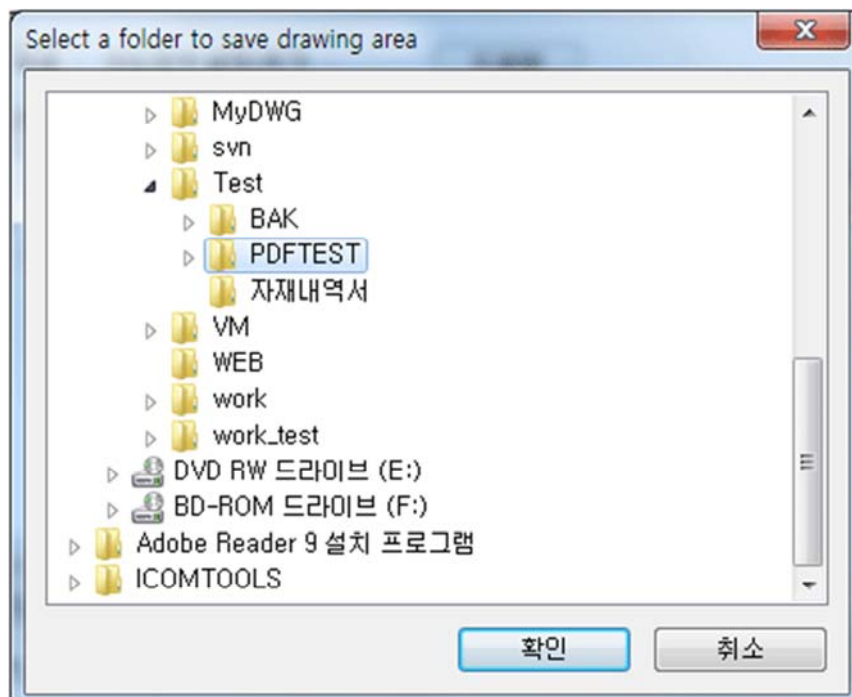 Select a folder to save drawing area
MyDWG
svn
Test
BAK
PDFTEST
자재내역서
VM
WEB
work
work_test
DVD RW 드라이브 (E:)
BD-ROM 드라이브 (F:)
Adobe Reader 9 설치 프로그램
ICOMTOOLS
확인 취소